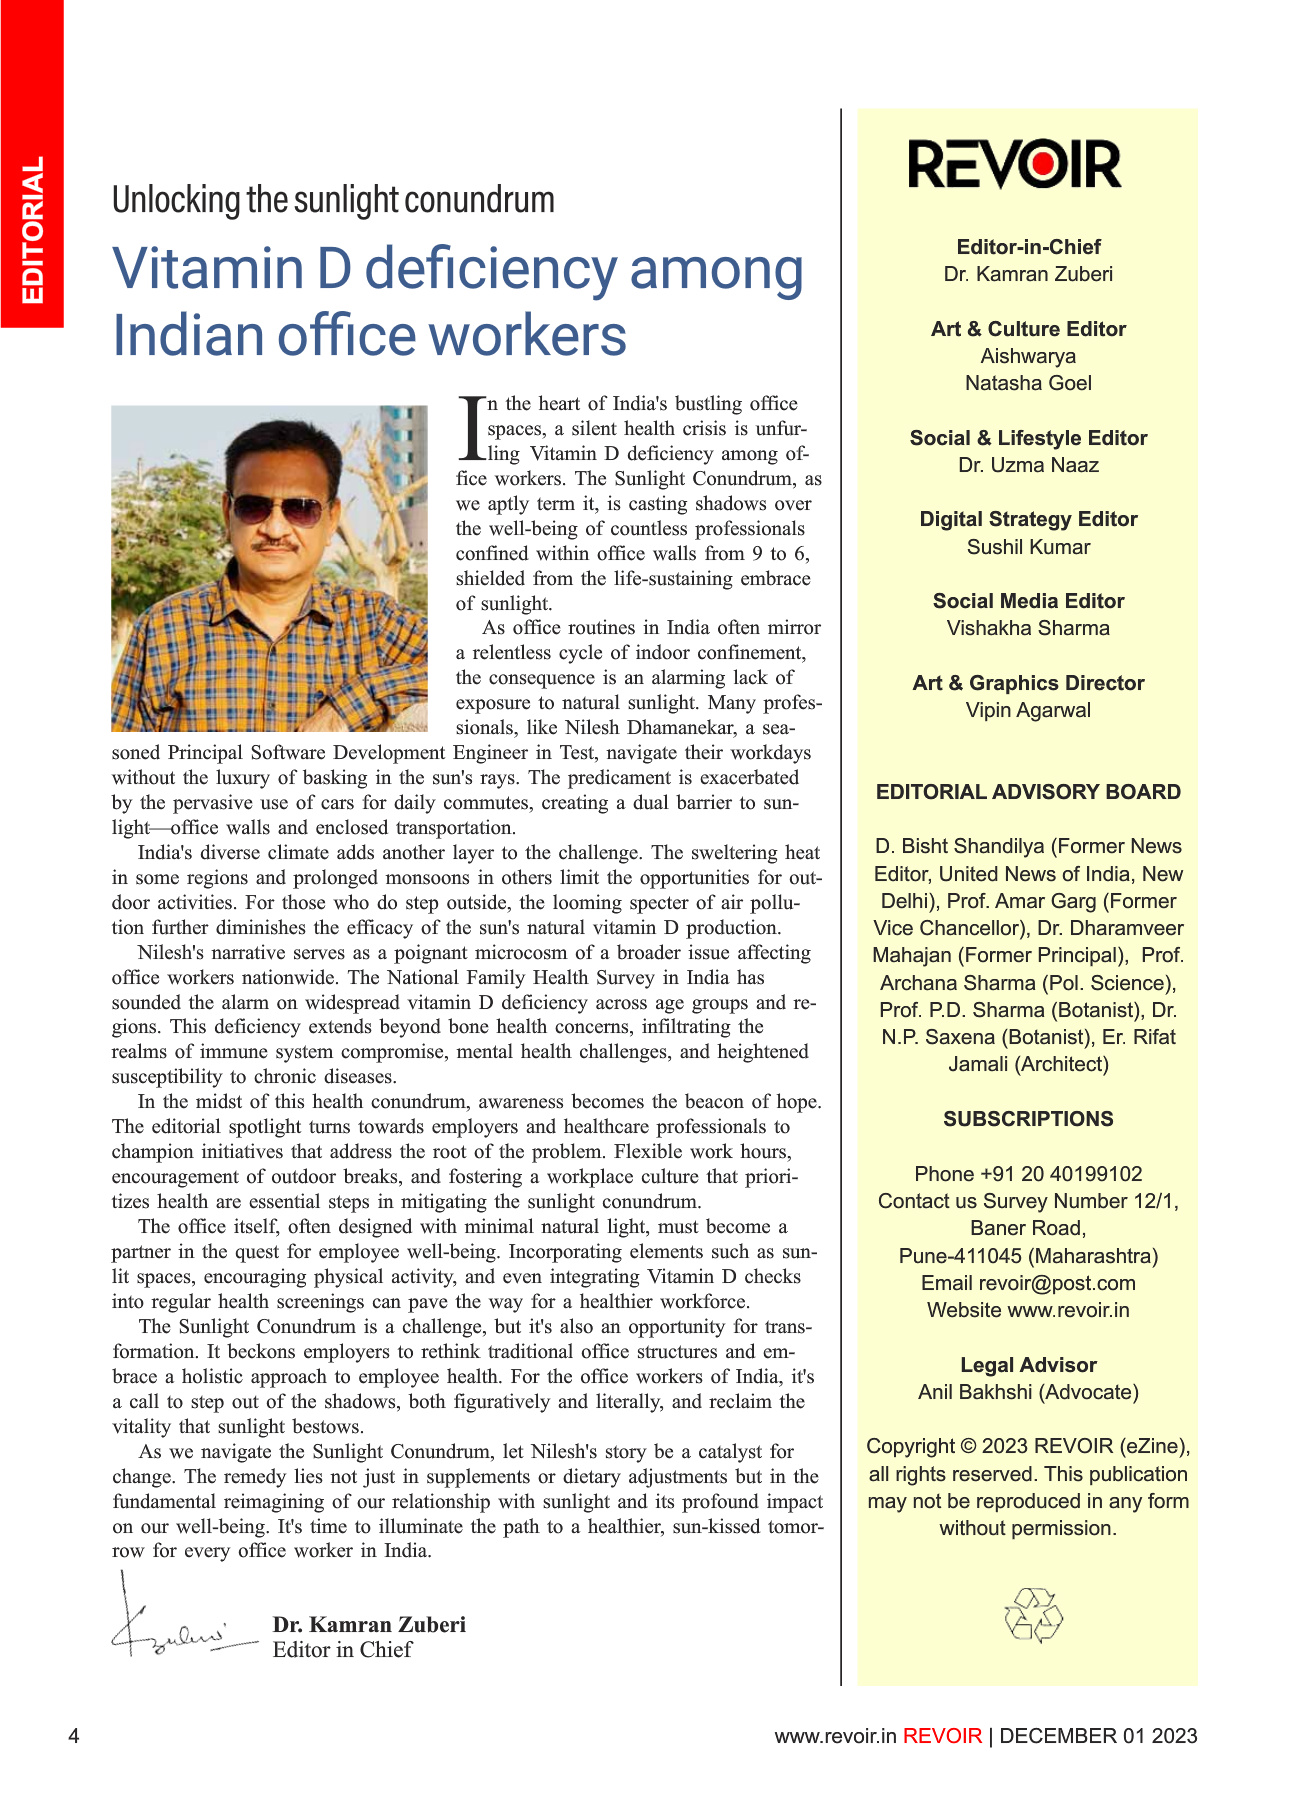 EDITORIAL
Unlocking the sunlight conundrum
Vitamin D deficiency among
Indian office workers
In the heart of India's bustling office
spaces, a silent health crisis is unfur-
ling Vitamin D deficiency among of-
fice workers. The Sunlight Conundrum, as
we aptly term it, is casting shadows over
the well-being of countless professionals
confined within office walls from 9 to 6,
shielded from the life-sustaining embrace
of sunlight.
As office routines in India often mirror
a relentless cycle of indoor confinement,
the consequence is an alarming lack of
exposure to natural sunlight. Many profes-
sionals, like Nilesh Dhamanekar, a sea-
soned Principal Software Development Engineer in Test, navigate their workdays
without the luxury of basking in the sun's rays. The predicament is exacerbated
by the pervasive use of cars for daily commutes, creating a dual barrier to sun-
light—office walls and enclosed transportation.
India's diverse climate adds another layer to the challenge. The sweltering heat
in some regions and prolonged monsoons in others limit the opportunities for out-
door activities. For those who do step outside, the looming specter of air pollu-
tion further diminishes the efficacy of the sun's natural vitamin D production.
Nilesh's narrative serves as a poignant microcosm of a broader issue affecting
office workers nationwide. The National Family Health Survey in India has
sounded the alarm on widespread vitamin D deficiency across age groups and re-
gions. This deficiency extends beyond bone health concerns, infiltrating the
realms of immune system compromise, mental health challenges, and heightened
susceptibility to chronic diseases.
In the midst of this health conundrum, awareness becomes the beacon of hope.
The editorial spotlight turns towards employers and healthcare professionals to
champion initiatives that address the root of the problem. Flexible work hours,
encouragement of outdoor breaks, and fostering a workplace culture that priori-
tizes health are essential steps in mitigating the sunlight conundrum.
The office itself, often designed with minimal natural light, must become a
partner in the quest for employee well-being. Incorporating elements such as sun-
lit spaces, encouraging physical activity, and even integrating Vitamin D checks
into regular health screenings can pave the way for a healthier workforce.
The Sunlight Conundrum is a challenge, but it's also an opportunity for trans-
formation. It beckons employers to rethink traditional office structures and em-
brace a holistic approach to employee health. For the office workers of India, it's
a call to step out of the shadows, both figuratively and literally, and reclaim the
vitality that sunlight bestows.
As we navigate the Sunlight Conundrum, let Nilesh's story be a catalyst for
change. The remedy lies not just in supplements or dietary adjustments but in the
fundamental reimagining of our relationship with sunlight and its profound impact
on our well-being. It's time to illuminate the path to a healthier, sun-kissed tomor-
row for every office worker in India.
KZuberi
Dr. Kamran Zuberi
Editor in Chief
REVOIR
Editor-in-Chief
Dr. Kamran Zuberi
Art & Culture Editor
Aishwarya
Natasha Goel
Social & Lifestyle Editor
Dr. Uzma Naaz
Digital Strategy Editor
Sushil Kumar
Social Media Editor
Vishakha Sharma
Art & Graphics Director
Vipin Agarwal
EDITORIAL ADVISORY BOARD
D. Bisht Shandilya (Former News
Editor, United News of India, New
Delhi), Prof. Amar Garg (Former
Vice Chancellor), Dr. Dharamveer
Mahajan (Former Principal), Prof.
Archana Sharma (Pol. Science),
Prof. P.D. Sharma (Botanist), Dr.
N.P. Saxena (Botanist), Er. Rifat
Jamali (Architect)
SUBSCRIPTIONS
Phone +91 20 40199102
Contact us Survey Number 12/1,
Baner Road,
Pune-411045 (Maharashtra)
Email revoir@post.com
Website www.revoir.in
Legal Advisor
Anil Bakhshi (Advocate)
Copyright © 2023 REVOIR (eZine),
all rights reserved. This publication
may not be reproduced in any form
without permission.
4
www.revoir.in REVOIR | DECEMBER 01 2023